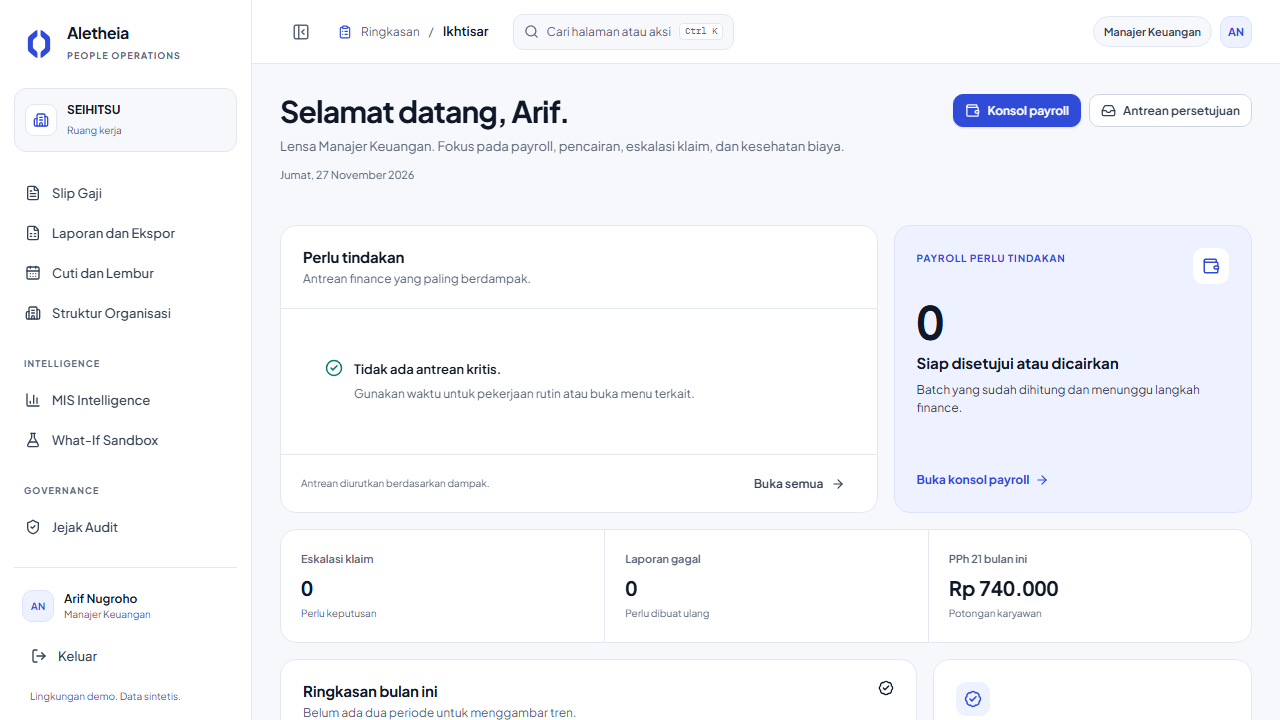 Aletheia
PEOPLE OPERATIONS
SEIHITSU
Ruang kerja
Slip Gaji
Laporan dan Ekspor
Cuti dan Lembur
Struktur Organisasi
INTELLIGENCE
MIS Intelligence
What-If Sandbox
GOVERNANCE
Jejak Audit
AN
Arif Nugroho
Manajer Keuangan
Keluar
Lingkungan demo. Data sintetis.
Ringkasan / Ikhtisar
Cari halaman atau aksi Ctrl K
Manajer Keuangan
AN
Selamat datang, Arif.
Lensa Manajer Keuangan. Fokus pada payroll, pencairan, eskalasi klaim, dan kesehatan biaya.
Jumat, 27 November 2026
Konsol payroll
Antrean persetujuan
Perlu tindakan
Antrean finance yang paling berdampak.
Tidak ada antrean kritis.
Gunakan waktu untuk pekerjaan rutin atau buka menu terkait.
Antrean diurutkan berdasarkan dampak.
Buka semua
PAYROLL PERLU TINDAKAN
0
Siap disetujui atau dicairkan
Batch yang sudah dihitung dan menunggu langkah
finance.
Buka konsol payroll
Eskalasi klaim
0
Perlu keputusan
Laporan gagal
0
Perlu dibuat ulang
PPh 21 bulan ini
Rp 740.000
Potongan karyawan
Ringkasan bulan ini
Belum ada dua periode untuk menggambar tren.